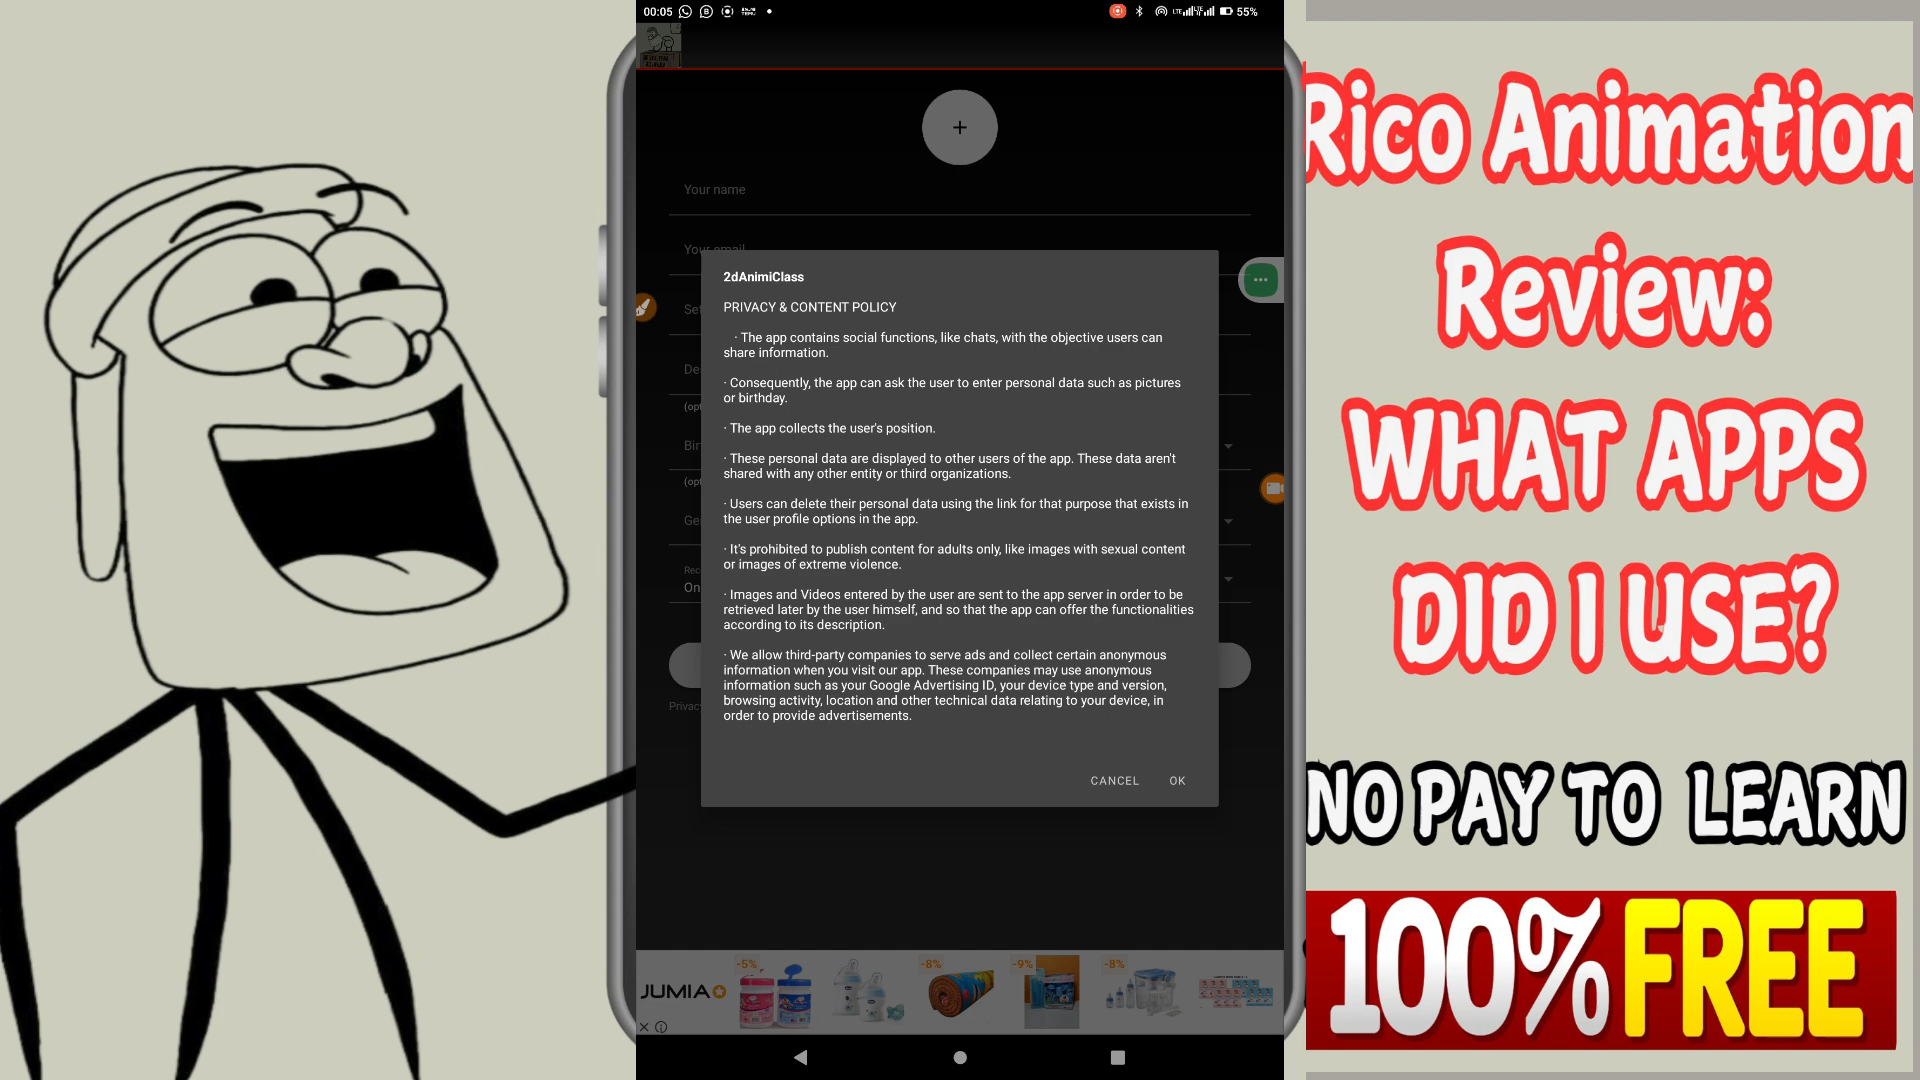 00:05
55%
Your name
Your email
2dAnimiClass
PRIVACY & CONTENT POLICY
· The app contains social functions, like chats, with the objective users can
share information.
· Consequently, the app can ask the user to enter personal data such as pictures
or birthday.
· The app collects the user's position.
· These personal data are displayed to other users of the app. These data aren't
shared with any other entity or third organizations.
· Users can delete their personal data using the link for that purpose that exists in
the user profile options in the app.
· It's prohibited to publish content for adults only, like images with sexual content
or images of extreme violence.
· Images and Videos entered by the user are sent to the app server in order to be
retrieved later by the user himself, and so that the app can offer the functionalities
according to its description.
· We allow third-party companies to serve ads and collect certain anonymous
information when you visit our app. These companies may use anonymous
information such as your Google Advertising ID, your device type and version,
browsing activity, location and other technical data relating to your device, in
order to provide advertisements.
CANCEL OK
JUMIA
-5% -8% -9% -8%
Rico Animation
Review:
WHAT APPS
DID I USE?
NO PAY TO LEARN
100% FREE